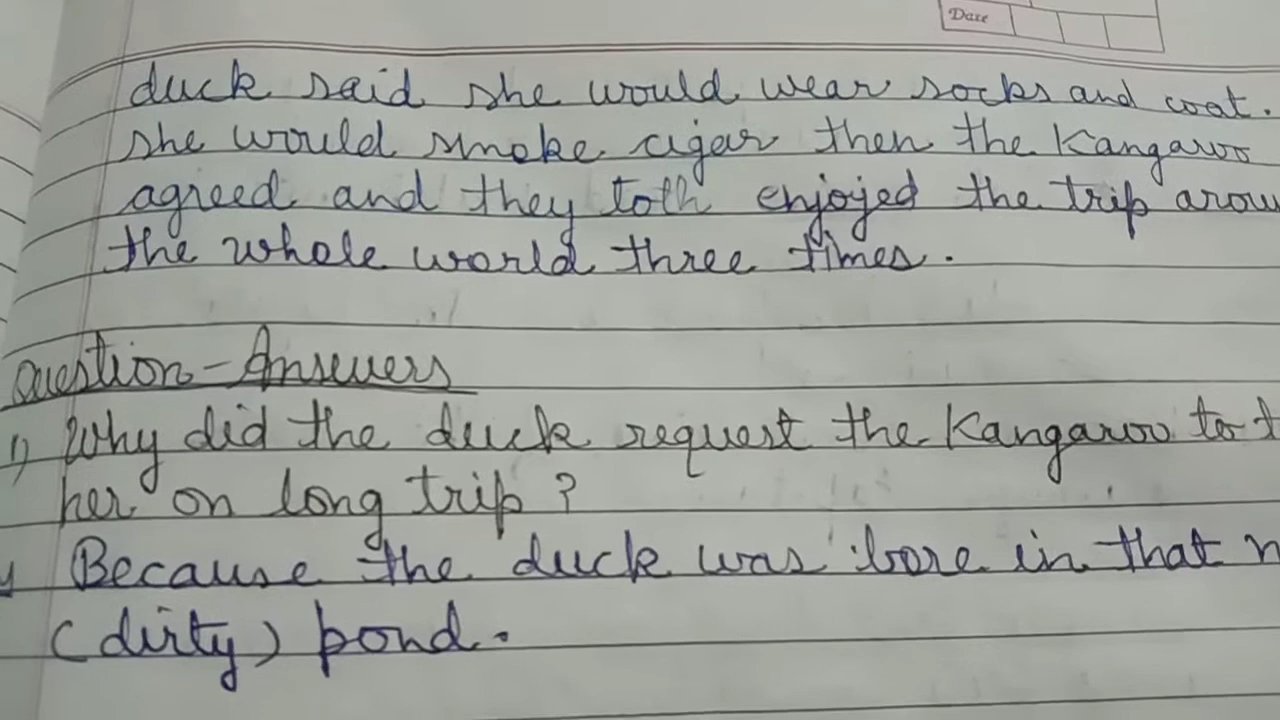 Date
duck said she would wear socks and coat.
she would smoke cigar then the Kangaroo
agreed and they toth enjoyed the trip arou
the whole world three times.
Question-Answers
1) Why did the duck request the Kangaroo to t
her on long trip?
Because the duck was bore in that n
(dirty) pond.